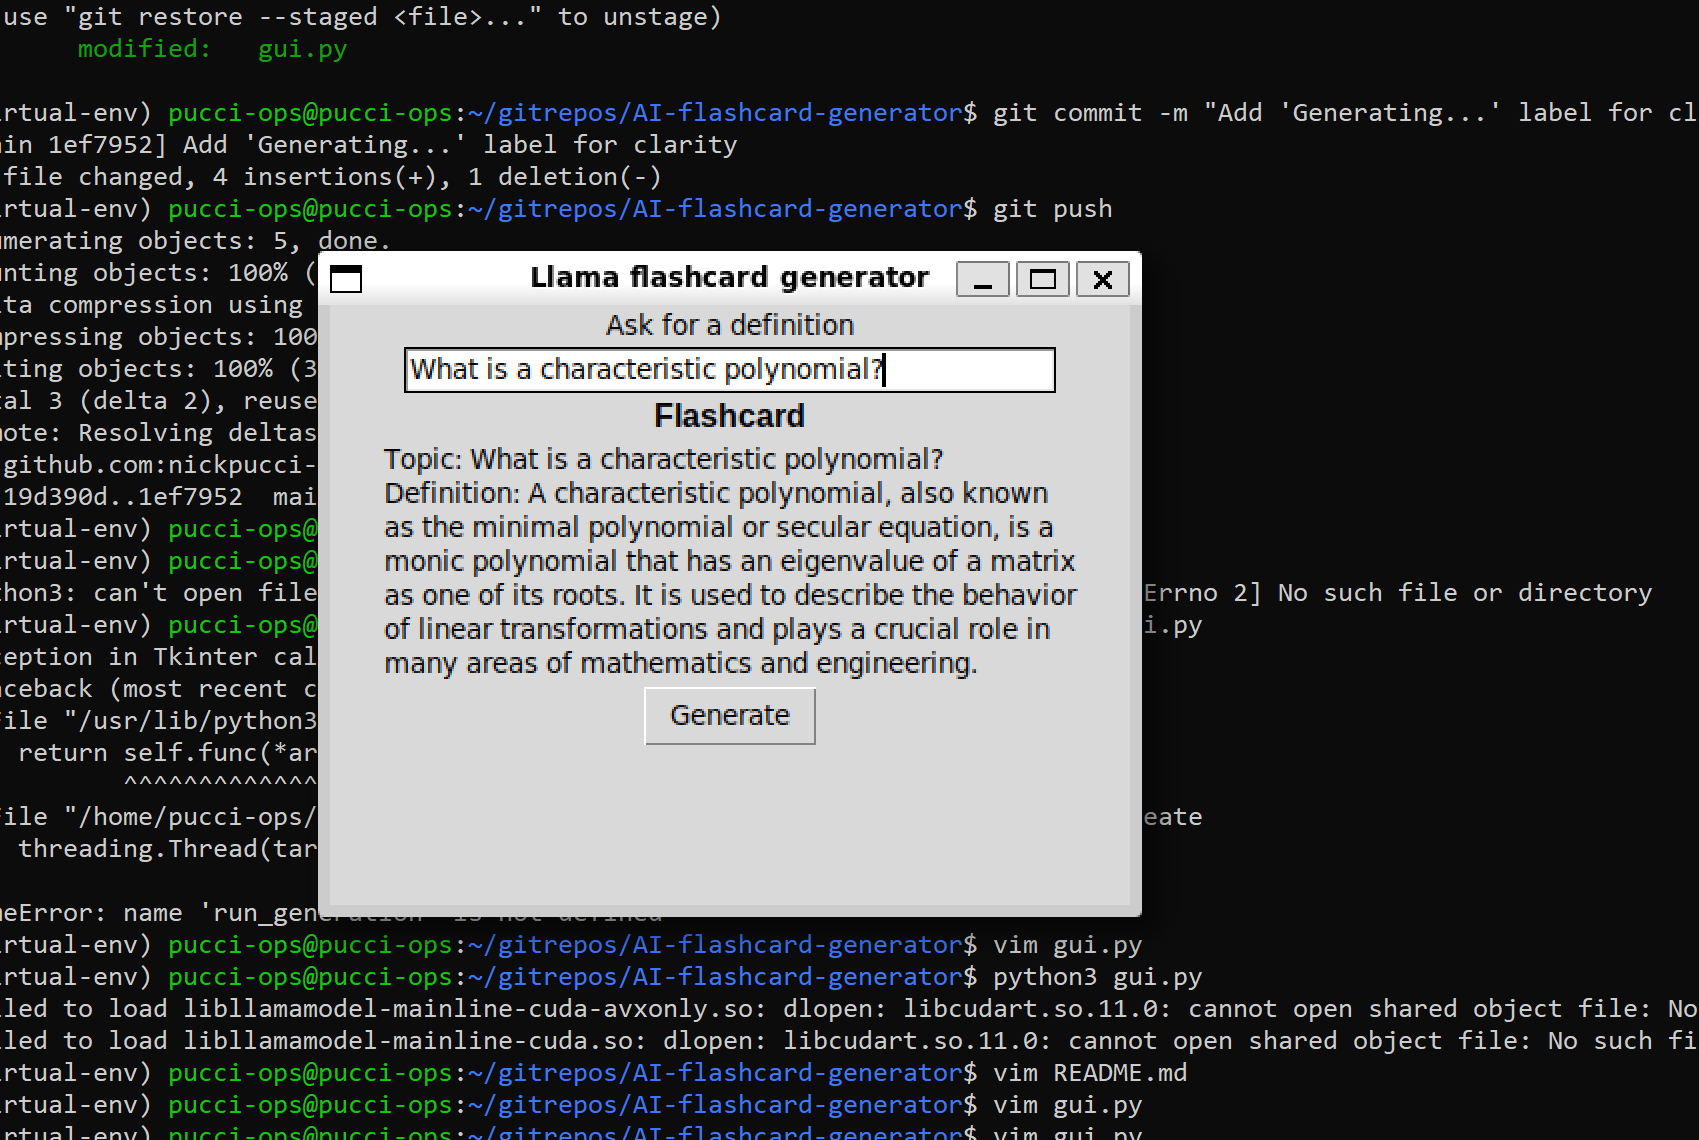 use "git restore --staged <file>..." to unstage)
modified:   gui.py
rtual-env) pucci-ops@pucci-ops:~/gitrepos/AI-flashcard-generator$ git commit -m "Add 'Generating...' label for cl
in 1ef7952] Add 'Generating...' label for clarity
file changed, 4 insertions(+), 1 deletion(-)
rtual-env) pucci-ops@pucci-ops:~/gitrepos/AI-flashcard-generator$ git push
merating objects: 5, done.
unting objects: 100% (
ta compression using
mpressing objects: 100
ting objects: 100% (3
al 3 (delta 2), reuse
ote: Resolving deltas
github.com:nickpucci-
19d390d..1ef7952  mai
rtual-env) pucci-ops@
rtual-env) pucci-ops@
hon3: can't open file
Errno 2] No such file or directory
rtual-env) pucci-ops@
i.py
eption in Tkinter cal
ceback (most recent c
ile "/usr/lib/python3
return self.func(*ar
^^^^^^^^^^^^^
ile "/home/pucci-ops/
eate
threading.Thread(tar
eError: name 'run_generation' is not defined
rtual-env) pucci-ops@pucci-ops:~/gitrepos/AI-flashcard-generator$ vim gui.py
rtual-env) pucci-ops@pucci-ops:~/gitrepos/AI-flashcard-generator$ python3 gui.py
led to load libllamamodel-mainline-cuda-avxonly.so: dlopen: libcudart.so.11.0: cannot open shared object file: No
led to load libllamamodel-mainline-cuda.so: dlopen: libcudart.so.11.0: cannot open shared object file: No such fi
rtual-env) pucci-ops@pucci-ops:~/gitrepos/AI-flashcard-generator$ vim README.md
rtual-env) pucci-ops@pucci-ops:~/gitrepos/AI-flashcard-generator$ vim gui.py
rtual-env) pucci-ops@pucci-ops:~/gitrepos/AI-flashcard-generator$ vim gui.py
Llama flashcard generator
Ask for a definition
What is a characteristic polynomial?
Flashcard
Topic: What is a characteristic polynomial?
Definition: A characteristic polynomial, also known
as the minimal polynomial or secular equation, is a
monic polynomial that has an eigenvalue of a matrix
as one of its roots. It is used to describe the behavior
of linear transformations and plays a crucial role in
many areas of mathematics and engineering.
Generate